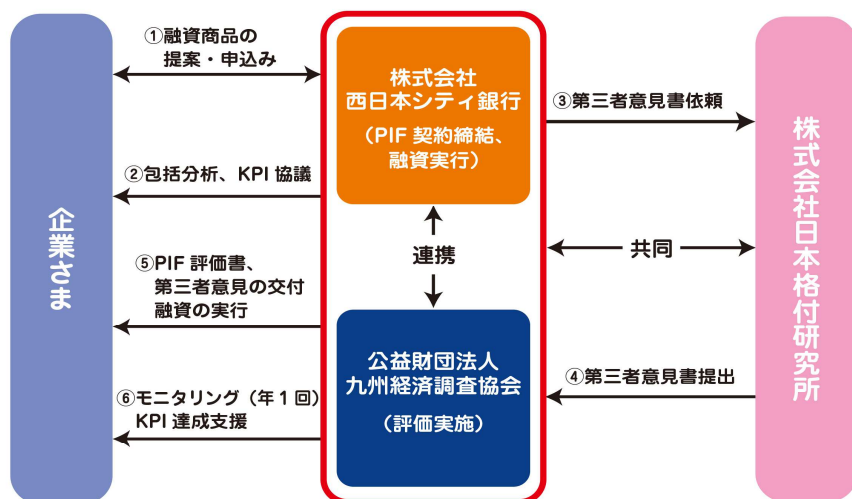 企業さま
①融資商品の
提案・申込み
②包括分析、KPI 協議
⑤PIF 評価書、
第三者意見の交付
融資の実行
⑥モニタリング（年１回）
KPI 達成支援
株式会社
西日本シティ銀行
（PIF 契約締結、
融資実行）
連携
公益財団法人
九州経済調査協会
（評価実施）
③第三者意見書依頼
共同
④第三者意見書提出
株式会社日本格付研究所